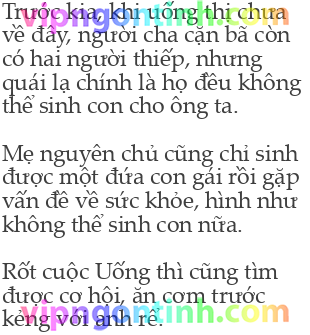 Trước kia, khi uống thị chưa
về đây, người cha cặn bã còn
có hai người thiếp, nhưng
quái lạ chính là họ đều không
thể sinh con cho ông ta.
Mẹ nguyên chủ cũng chỉ sinh
được một đứa con gái rồi gặp
vấn đề về sức khỏe, hình như
không thể sinh con nữa.
Rốt cuộc Uống thì cũng tìm
được cơ hội, ăn cơm trước
kẻng với anh rể.
vipngontinh.com
vipngontinh.com